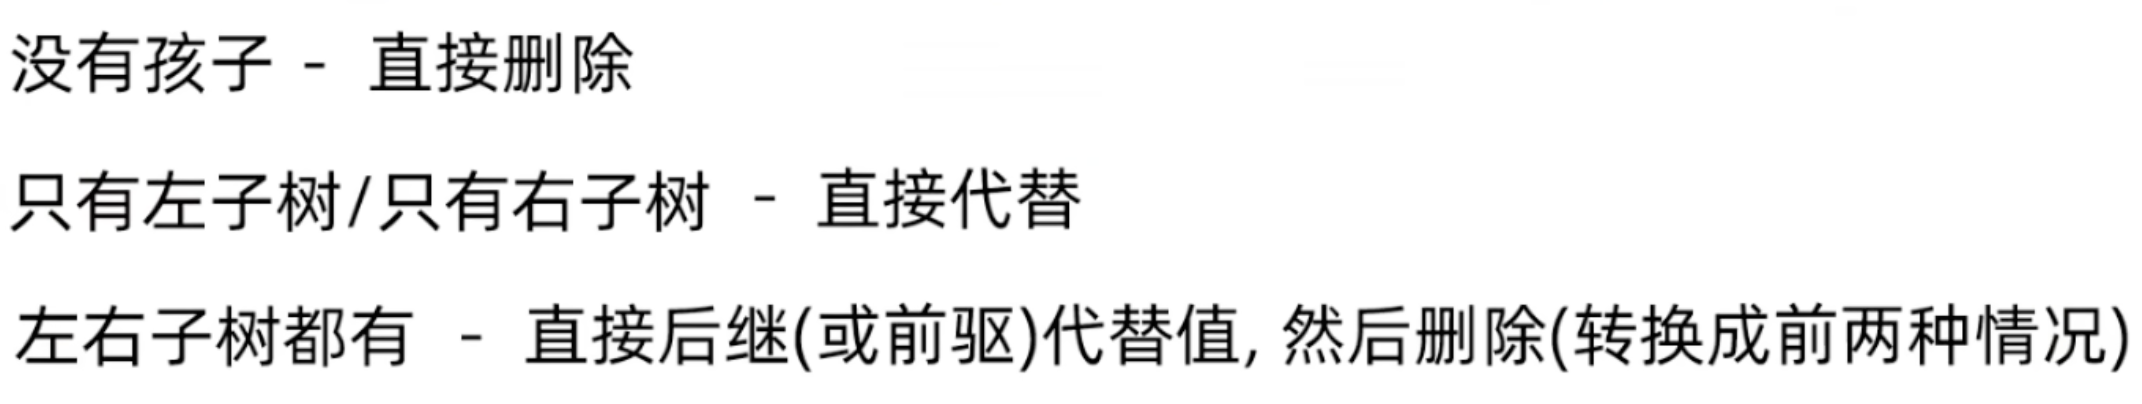 没有孩子 - 直接删除
只有左子树/只有右子树 - 直接代替
左右子树都有 - 直接后继(或前驱)代替值, 然后删除(转换成前两种情况)